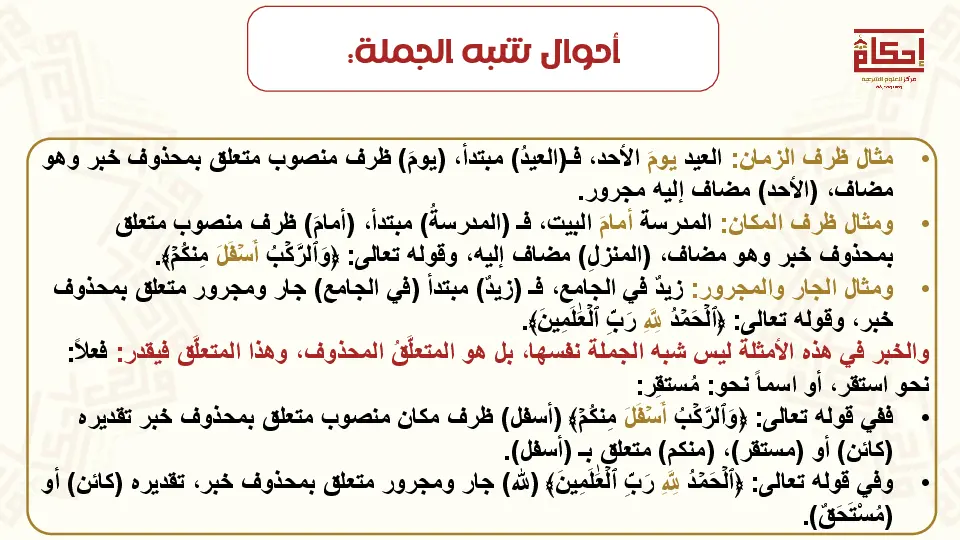 إحكام
مركز العلوم الشرعية
أحوال شبه الجملة:
• مثال ظرف الزمان: العيد يومَ الأحد، فـ(العيدُ) مبتدأ، (يومَ) ظرف منصوب متعلق بمحذوف خبر وهو
مضاف، (الأحد) مضاف إليه مجرور.
• ومثال ظرف المكان: المدرسة أمامَ البيت، فـ (المدرسةُ) مبتدأ، (أمامَ) ظرف منصوب متعلق
بمحذوف خبر وهو مضاف، (المنزلِ) مضاف إليه، وقوله تعالى: ﴿وَٱلرَّكۡبُ أَسۡفَلَ مِنكُمۡ﴾.
• ومثال الجار والمجرور: زيدٌ في الجامع، فـ (زيدٌ) مبتدأ (في الجامع) جار ومجرور متعلق بمحذوف
خبر، وقوله تعالى: ﴿ٱلۡحَمۡدُ لِلَّهِ رَبِّ ٱلۡعَٰلَمِينَ﴾.
والخبر في هذه الأمثلة ليس شبه الجملة نفسها، بل هو المتعلَّقُ المحذوف، وهذا المتعلَّق فيقدر: فعلاً:
نحو استقر، أو اسماً نحو: مُستقِر:
• ففي قوله تعالى: ﴿وَٱلرَّكۡبُ أَسۡفَلَ مِنكُمۡ﴾ (أسفل) ظرف مكان منصوب متعلق بمحذوف خبر تقديره
(كائن) أو (مستقر)، (منكم) متعلق بـ (أسفل).
• وفي قوله تعالى: ﴿ٱلۡحَمۡدُ لِلَّهِ رَبِّ ٱلۡعَٰلَمِينَ﴾ (لله) جار ومجرور متعلق بمحذوف خبر، تقديره (كائن) أو
(مُسْتَحَقٌ).